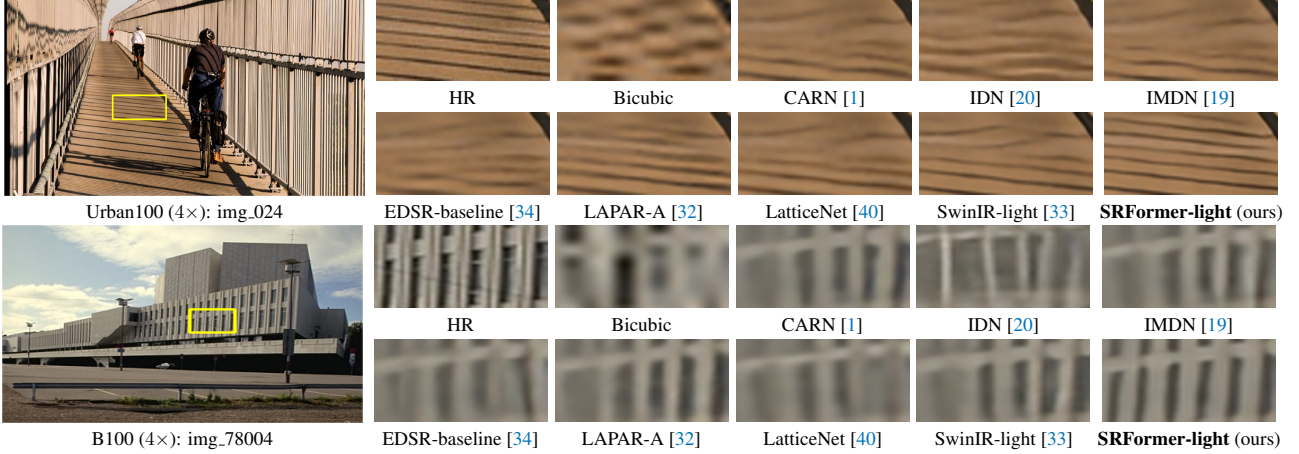 HR
Bicubic
CARN [1]
IDN [20]
IMDN [19]
Urban100 (4×): img_024
EDSR-baseline [34]
LAPAR-A [32]
LatticeNet [40]
SwinIR-light [33]
SRFormer-light (ours)
HR
Bicubic
CARN [1]
IDN [20]
IMDN [19]
B100 (4×): img_78004
EDSR-baseline [34]
LAPAR-A [32]
LatticeNet [40]
SwinIR-light [33]
SRFormer-light (ours)